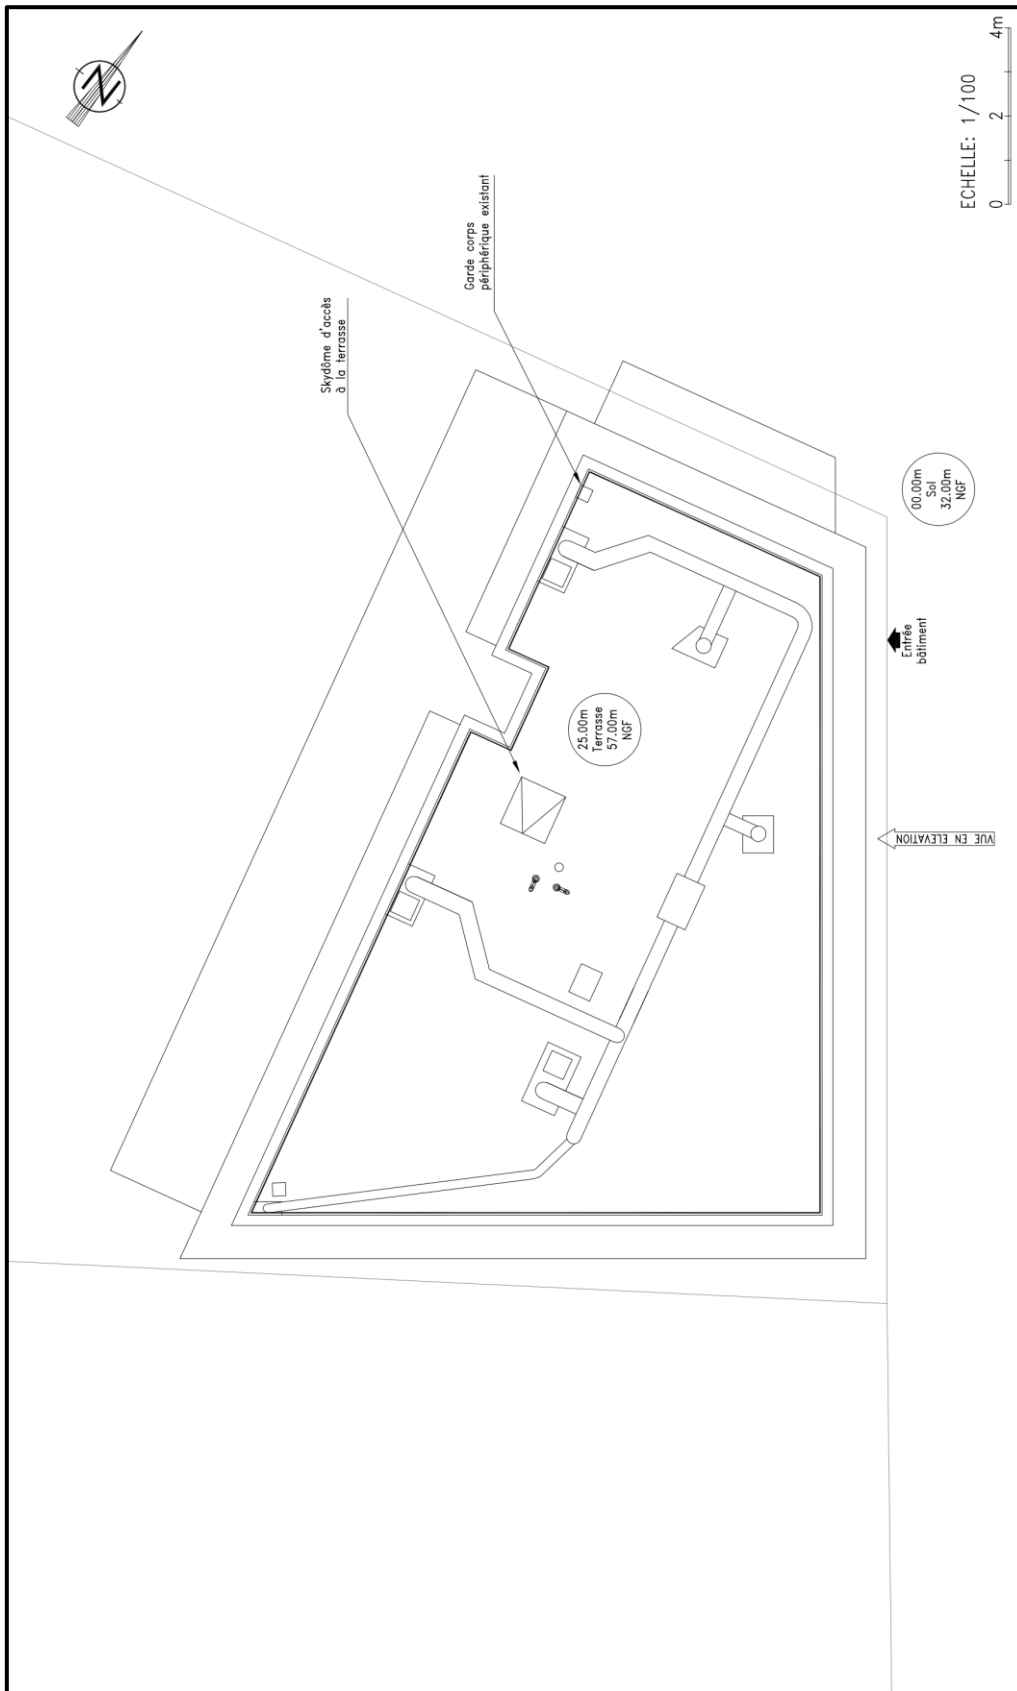 N
ECHELLE: 1/100
0 2 4m
Garde corps
périphérique existant
Skydôme d'accès
à la terrasse
00.00m
Sol
32.00m
NGF
Entrée
bâtiment
25.00m
Terrasse
57.00m
NGF
VUE EN ELEVATION